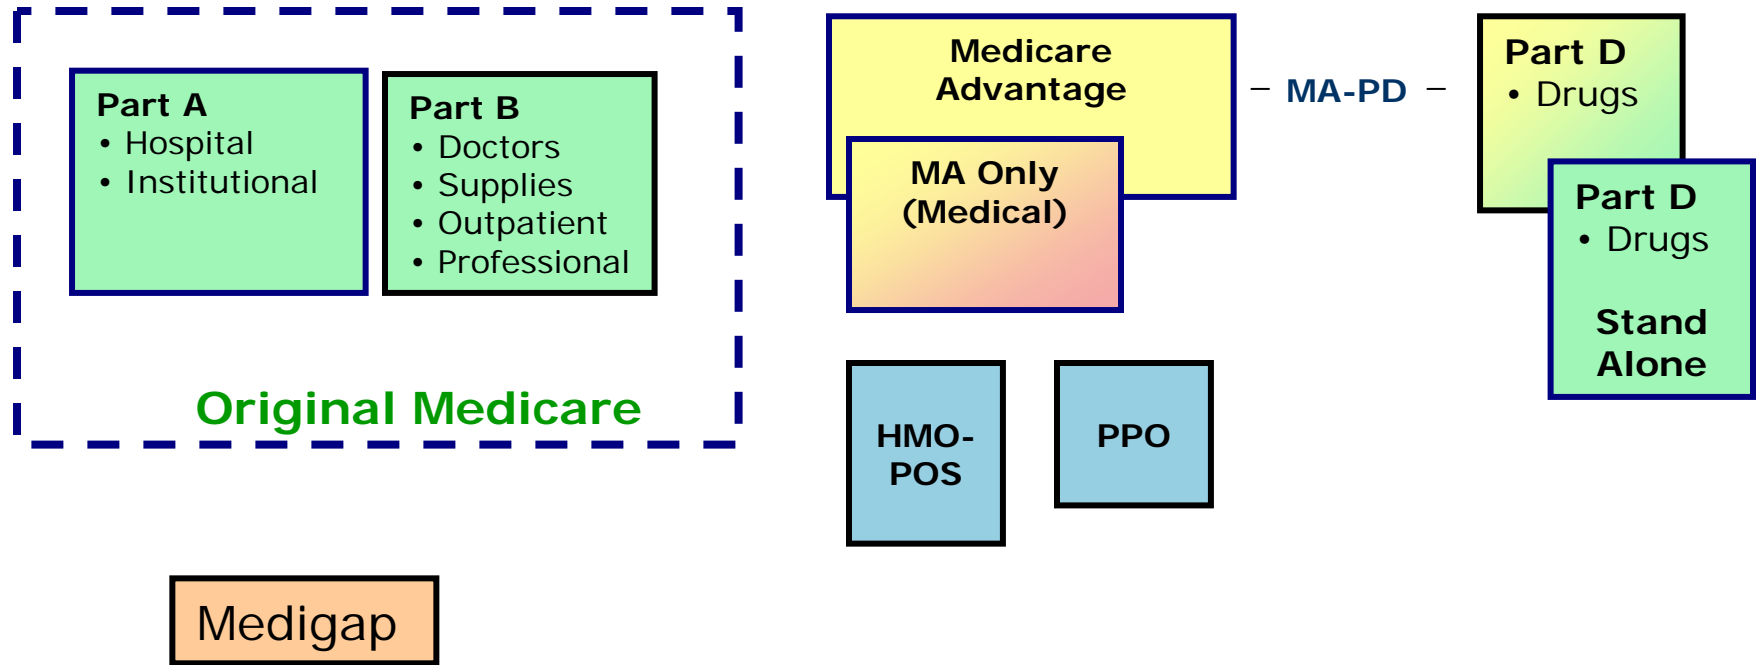 Part A
• Hospital
• Institutional
Part B
• Doctors
• Supplies
• Outpatient
• Professional
Original Medicare
Medigap
Medicare
Advantage
MA Only
(Medical)
HMO-
POS
PPO
– MA-PD –
Part D
• Drugs
Part D
• Drugs
Stand
Alone